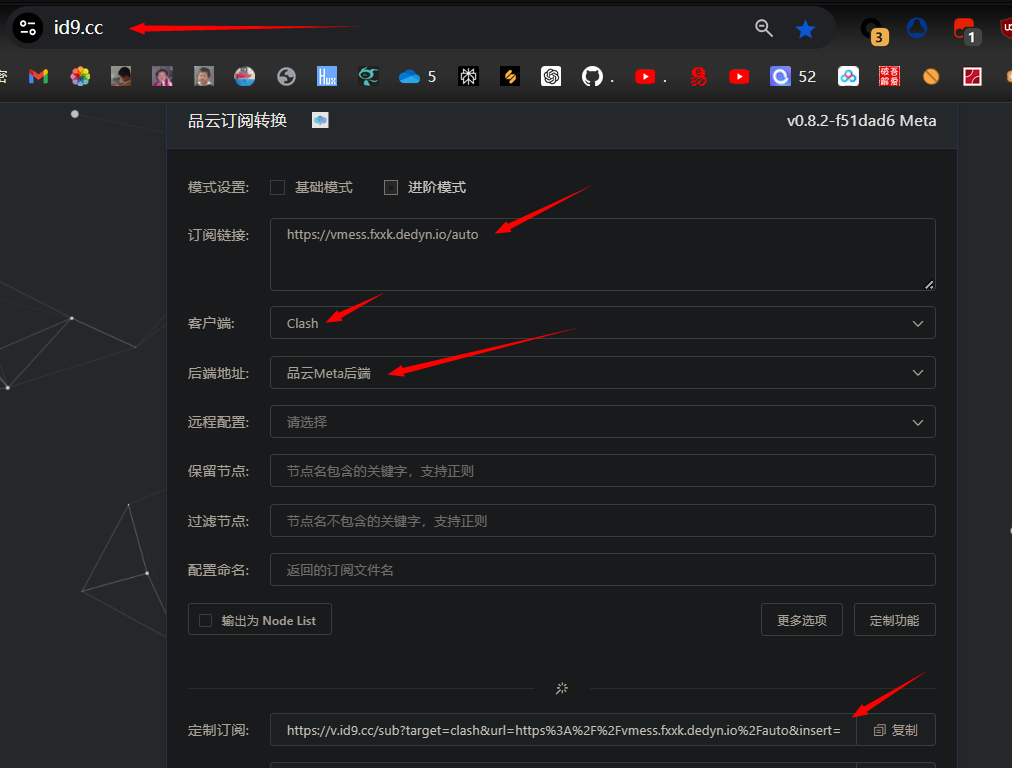 id9.cc
3
1
密
Hux
5
.
.
52
破吾
解爱
品云订阅转换
v0.8.2-f51dad6 Meta
模式设置: 基础模式 进阶模式
订阅链接: https://vmess.fxxk.dedyn.io/auto
客户端: Clash
后端地址: 品云Meta后端
远程配置: 请选择
保留节点: 节点名包含的关键字，支持正则
过滤节点: 节点名不包含的关键字，支持正则
配置命名: 返回的订阅文件名
输出为 Node List 更多选项 定制功能
定制订阅: https://v.id9.cc/sub?target=clash&url=https%3A%2F%2Fvmess.fxxk.dedyn.io%2Fauto&insert= 复制